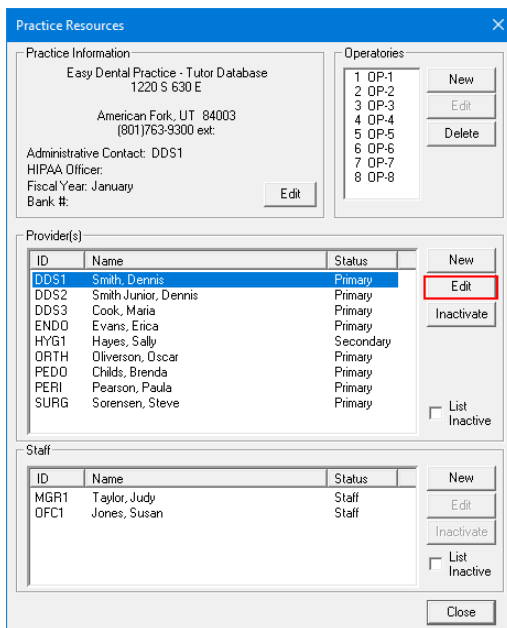 Practice Resources
Practice Information
Easy Dental Practice - Tutor Database
1220 S 630 E
American Fork, UT 84003
(801)763-9300 ext:
Administrative Contact: DDS1
HIPAA Officer:
Fiscal Year: January
Bank #:
Edit
Operatories
1 OP-1
2 OP-2
3 OP-3
4 OP-4
5 OP-5
6 OP-6
7 OP-7
8 OP-8
New
Edit
Delete
Provider(s)
ID Name Status
DDS1 Smith, Dennis Primary
DDS2 Smith Junior, Dennis Primary
DDS3 Cook, Maria Primary
ENDO Evans, Erica Primary
HYG1 Hayes, Sally Secondary
ORTH Oliverson, Oscar Primary
PEDO Childs, Brenda Primary
PERI Pearson, Paula Primary
SURG Sorensen, Steve Primary
New
Edit
Inactivate
List
Inactive
Staff
ID Name Status
MGR1 Taylor, Judy Staff
OFC1 Jones, Susan Staff
New
Edit
Inactivate
List
Inactive
Close